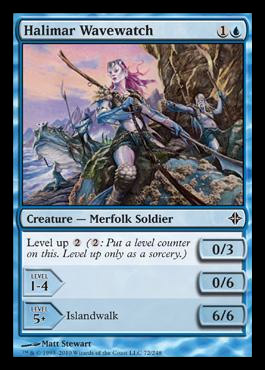 Halimar Wavewatch 1
Creature — Merfolk Soldier
Level up 2 (2: Put a level counter
on this. Level up only as a sorcery.)
0/3
LEVEL
1-4
0/6
LEVEL
5+
Islandwalk
6/6
Matt Stewart
™ & © 1993–2010 Wizards of the Coast LLC 72/248